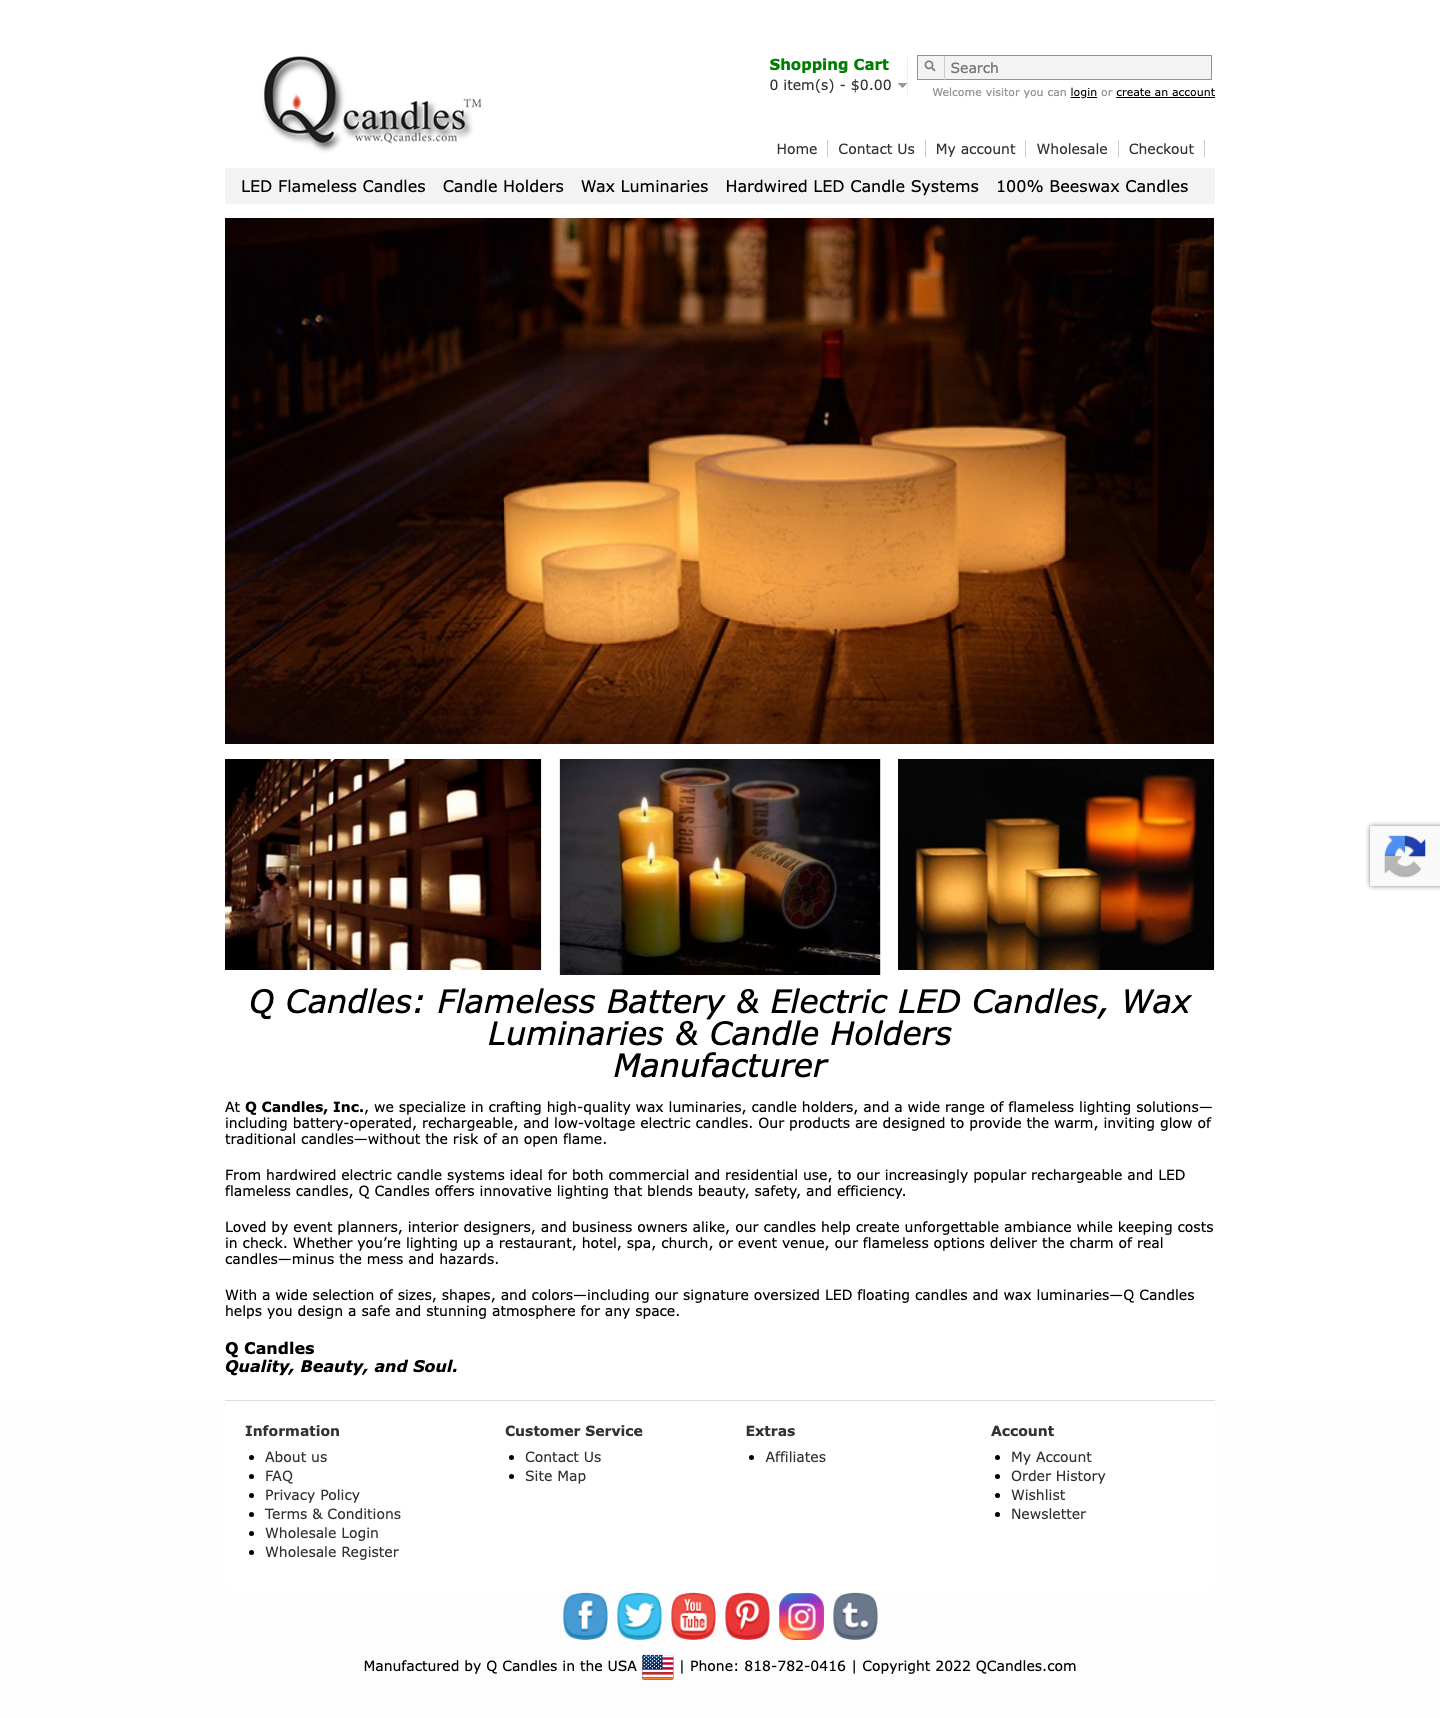 Q candles TM
www.Qcandles.com
Shopping Cart
0 item(s) - $0.00
Search
Welcome visitor you can login or create an account
Home
Contact Us
My account
Wholesale
Checkout
LED Flameless Candles
Candle Holders
Wax Luminaries
Hardwired LED Candle Systems
100% Beeswax Candles
bees wax
beeswax
Q Candles: Flameless Battery & Electric LED Candles, Wax
Luminaries & Candle Holders
Manufacturer
At Q Candles, Inc., we specialize in crafting high-quality wax luminaries, candle holders, and a wide range of flameless lighting solutions—
including battery-operated, rechargeable, and low-voltage electric candles. Our products are designed to provide the warm, inviting glow of
traditional candles—without the risk of an open flame.
From hardwired electric candle systems ideal for both commercial and residential use, to our increasingly popular rechargeable and LED
flameless candles, Q Candles offers innovative lighting that blends beauty, safety, and efficiency.
Loved by event planners, interior designers, and business owners alike, our candles help create unforgettable ambiance while keeping costs
in check. Whether you’re lighting up a restaurant, hotel, spa, church, or event venue, our flameless options deliver the charm of real
candles—minus the mess and hazards.
With a wide selection of sizes, shapes, and colors—including our signature oversized LED floating candles and wax luminaries—Q Candles
helps you design a safe and stunning atmosphere for any space.
Q Candles
Quality, Beauty, and Soul.
Information
About us
FAQ
Privacy Policy
Terms & Conditions
Wholesale Login
Wholesale Register
Customer Service
Contact Us
Site Map
Extras
Affiliates
Account
My Account
Order History
Wishlist
Newsletter
You
Tube
Manufactured by Q Candles in the USA | Phone: 818-782-0416 | Copyright 2022 QCandles.com